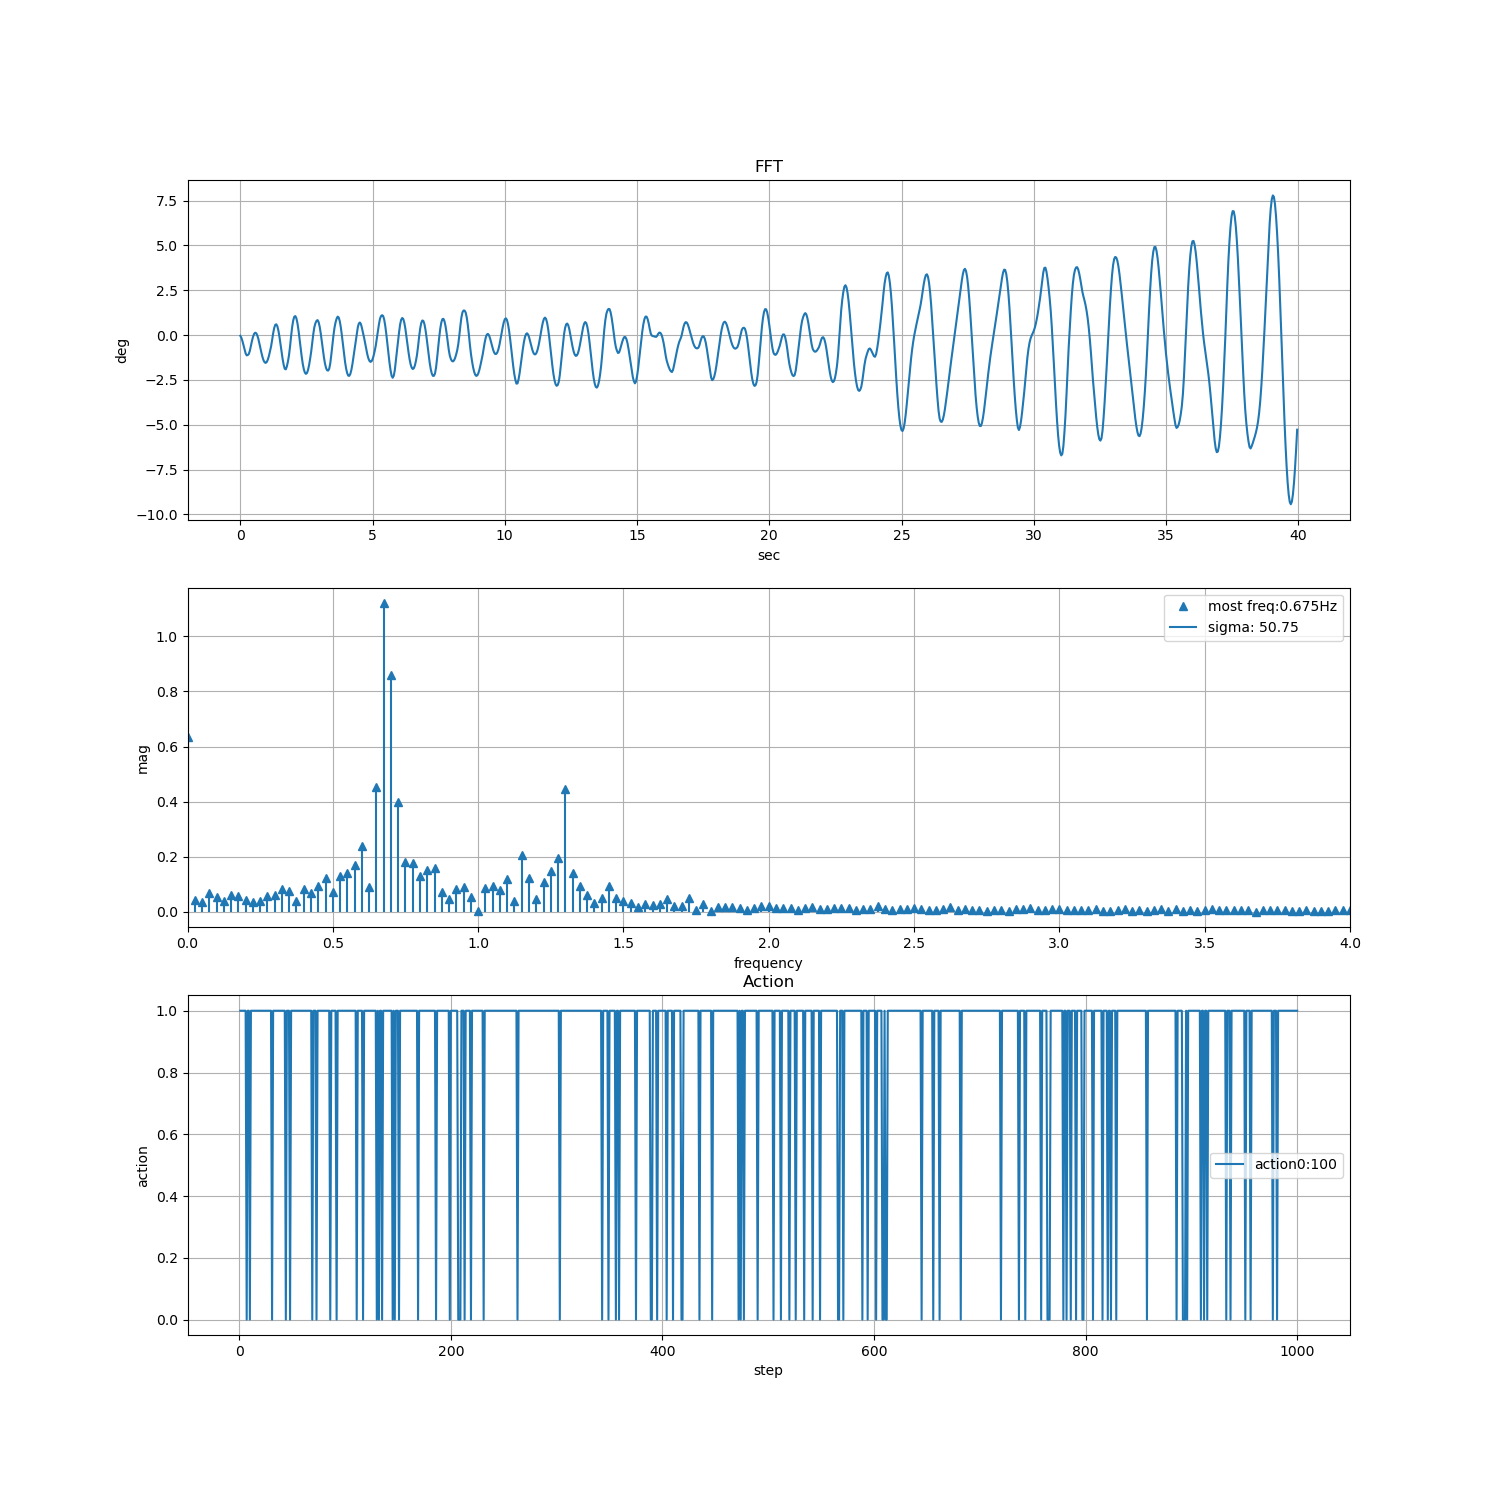 FFT
7.5
5.0
2.5
0.0
−2.5
−5.0
−7.5
−10.0
deg
0 5 10 15 20 25 30 35 40
sec
most freq:0.675Hz
sigma: 50.75
1.0
0.8
0.6
0.4
0.2
0.0
mag
0.0 0.5 1.0 1.5 2.0 2.5 3.0 3.5 4.0
frequency
Action
1.0
0.8
0.6
0.4
0.2
0.0
action
action0:100
0 200 400 600 800 1000
step